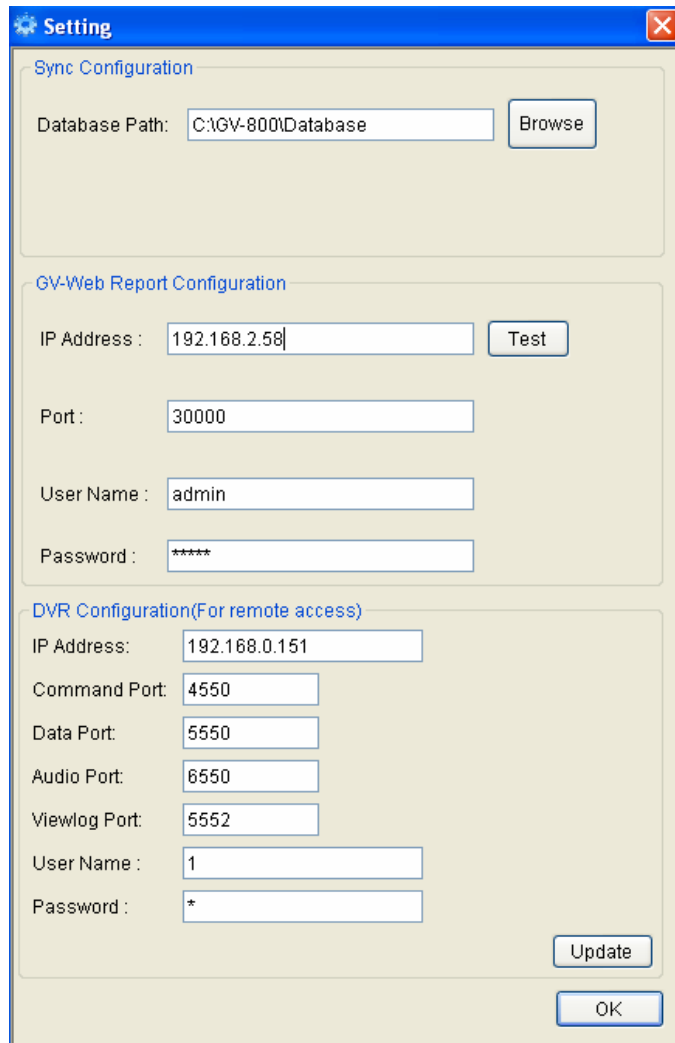 Setting
Sync Configuration
Database Path: C:\GV-800\Database Browse
GV-Web Report Configuration
IP Address : 192.168.2.58 Test
Port : 30000
User Name : admin
Password : *****
DVR Configuration(For remote access)
IP Address: 192.168.0.151
Command Port: 4550
Data Port: 5550
Audio Port: 6550
Viewlog Port: 5552
User Name : 1
Password : *
Update
OK